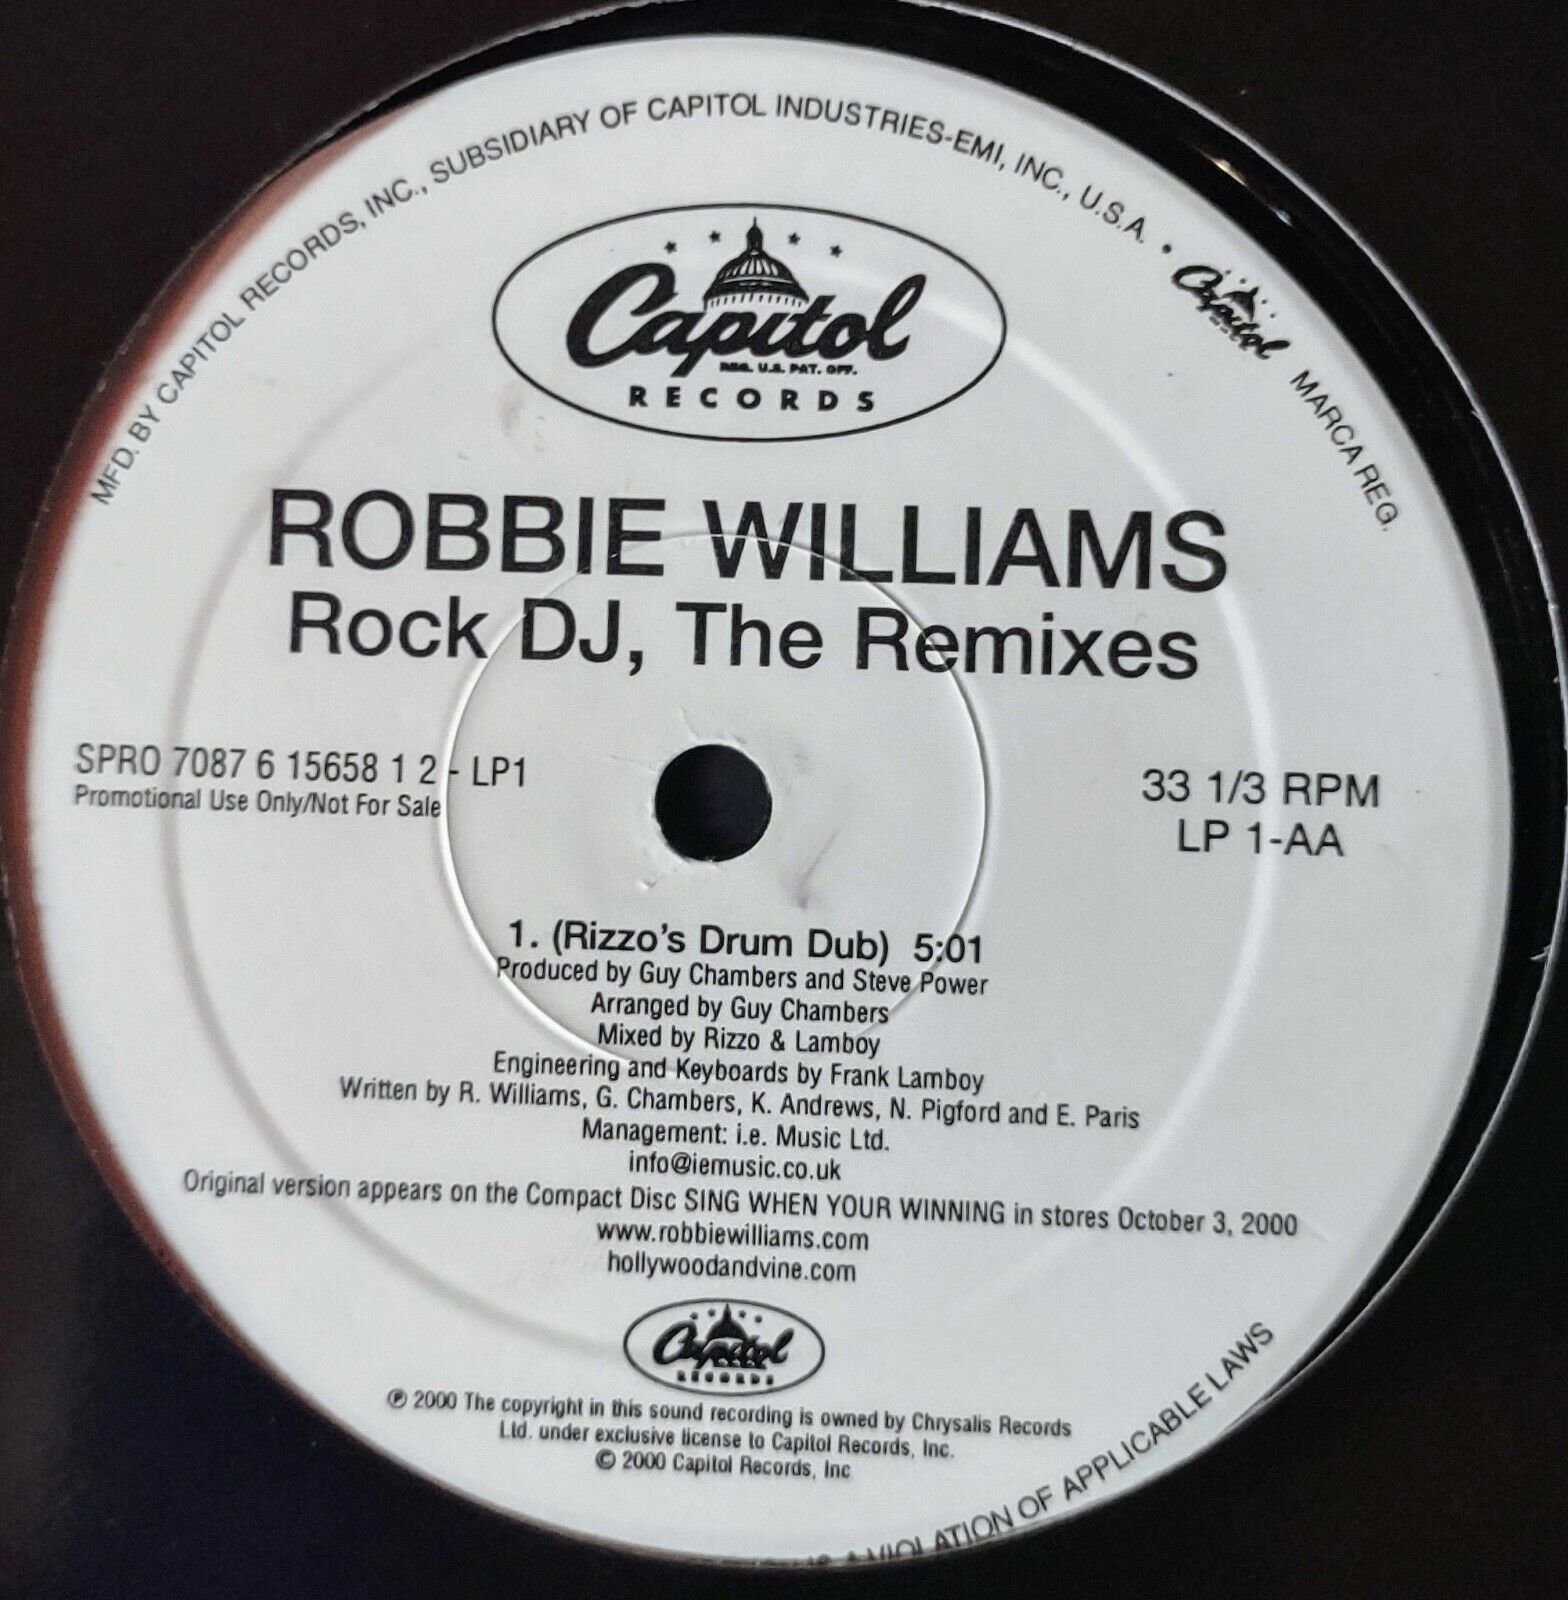 MFD. BY CAPITOL RECORDS, INC., SUBSIDIARY OF CAPITOL INDUSTRIES-EMI, INC., U.S.A. • Capitol MARCA REG.
Capitol
REG. U.S. PAT. OFF.
RECORDS
ROBBIE WILLIAMS
Rock DJ, The Remixes
SPRO 7087 6 15658 1 2 - LP1
Promotional Use Only/Not For Sale
33 1/3 RPM
LP 1-AA
1. (Rizzo's Drum Dub) 5:01
Produced by Guy Chambers and Steve Power
Arranged by Guy Chambers
Mixed by Rizzo & Lamboy
Engineering and Keyboards by Frank Lamboy
Written by R. Williams, G. Chambers, K. Andrews, N. Pigford and E. Paris
Management: i.e. Music Ltd.
info@iemusic.co.uk
Original version appears on the Compact Disc SING WHEN YOUR WINNING in stores October 3, 2000
www.robbiewilliams.com
hollywoodandvine.com
Capitol
RECORDS
℗ 2000 The copyright in this sound recording is owned by Chrysalis Records
Ltd. under exclusive license to Capitol Records, Inc.
© 2000 Capitol Records, Inc
IS A VIOLATION OF APPLICABLE LAWS